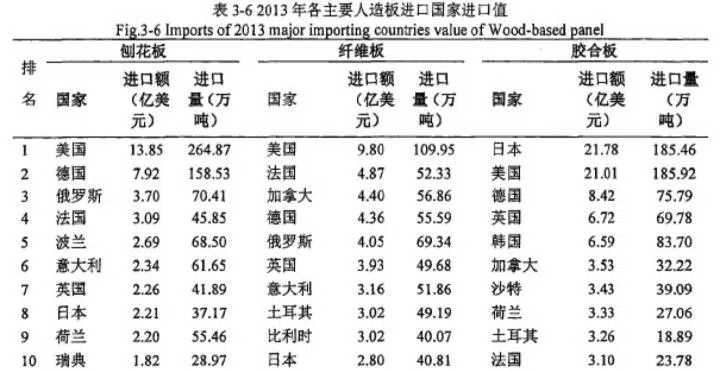 表 3-6 2013 年各主要人造板进口国家进口值
Fig.3-6 Imports of 2013 major importing countries value of Wood-based panel
排名 刨花板 纤维板 胶合板
国家 进口额（亿美元） 进口量（万吨） 国家 进口额（亿美元） 进口量（万吨） 国家 进口额（亿美元） 进口量（万吨）
1 美国 13.85 264.87 美国 9.80 109.95 日本 21.78 185.46
2 德国 7.92 158.53 法国 4.87 52.33 美国 21.01 185.92
3 俄罗斯 3.70 70.41 加拿大 4.40 56.86 德国 8.42 75.79
4 法国 3.09 45.85 德国 4.36 55.59 英国 6.72 69.78
5 波兰 2.69 68.50 俄罗斯 4.05 69.34 韩国 6.59 83.70
6 意大利 2.34 61.65 英国 3.93 49.68 加拿大 3.53 32.22
7 英国 2.26 41.89 意大利 3.16 51.86 沙特 3.43 39.09
8 日本 2.21 37.17 土耳其 3.02 49.19 荷兰 3.33 27.06
9 荷兰 2.20 55.46 比利时 3.02 40.07 土耳其 3.26 18.89
10 瑞典 1.82 28.97 日本 2.80 40.81 法国 3.10 23.78